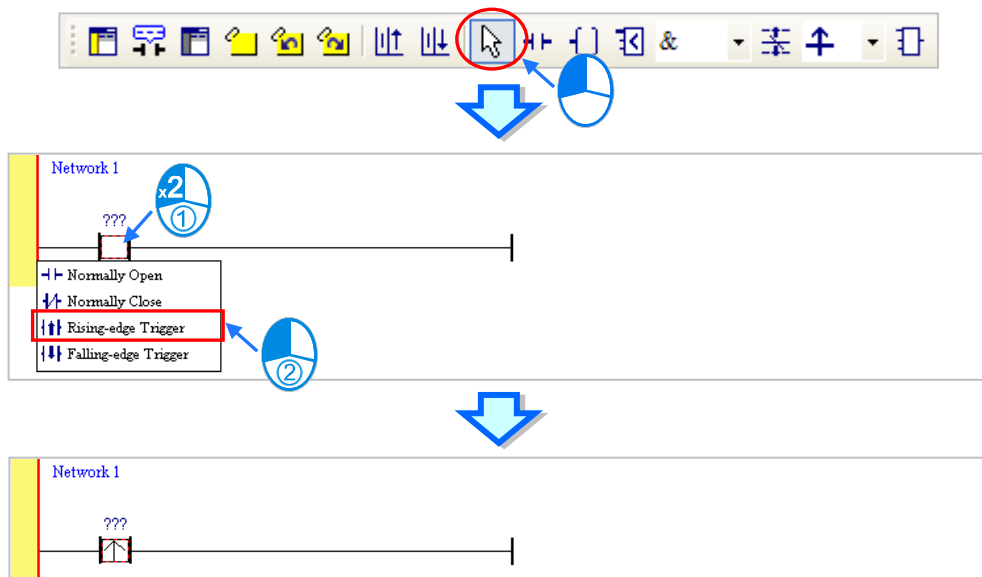 &
Network 1
x2
①
???
Normally Open
Normally Close
Rising-edge Trigger
Falling-edge Trigger
②
Network 1
???